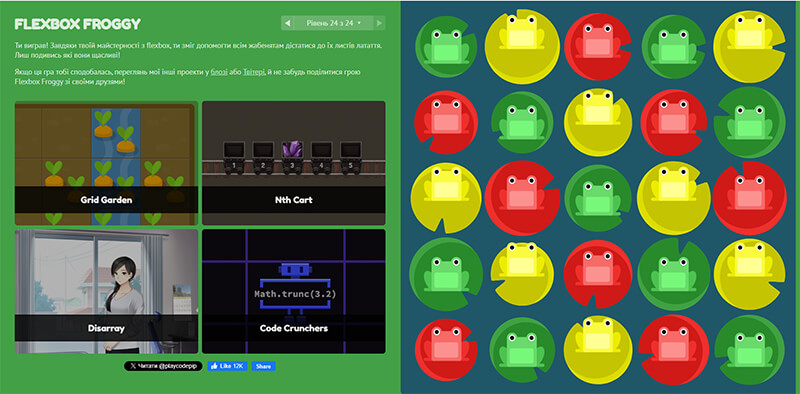 FLEXBOX FROGGY
Рівень 24 з 24
Ти виграв! Завдяки твоїй майстерності з flexbox, ти зміг допомогти всім жабенятам дістатися до їх листів латаття.
Лиш подивись які вони щасливі!
Якщо ця гра тобі сподобалась, переглянь мої інші проекти у блозі або Твітері, й не забудь поділитися грою
Flexbox Froggy зі своїми друзями!
1 2 3 4 5
Grid Garden
Nth Cart
Math.trunc(3.2)
Disarray
Code Crunchers
Читати @playcodepip
Like 12K
Share